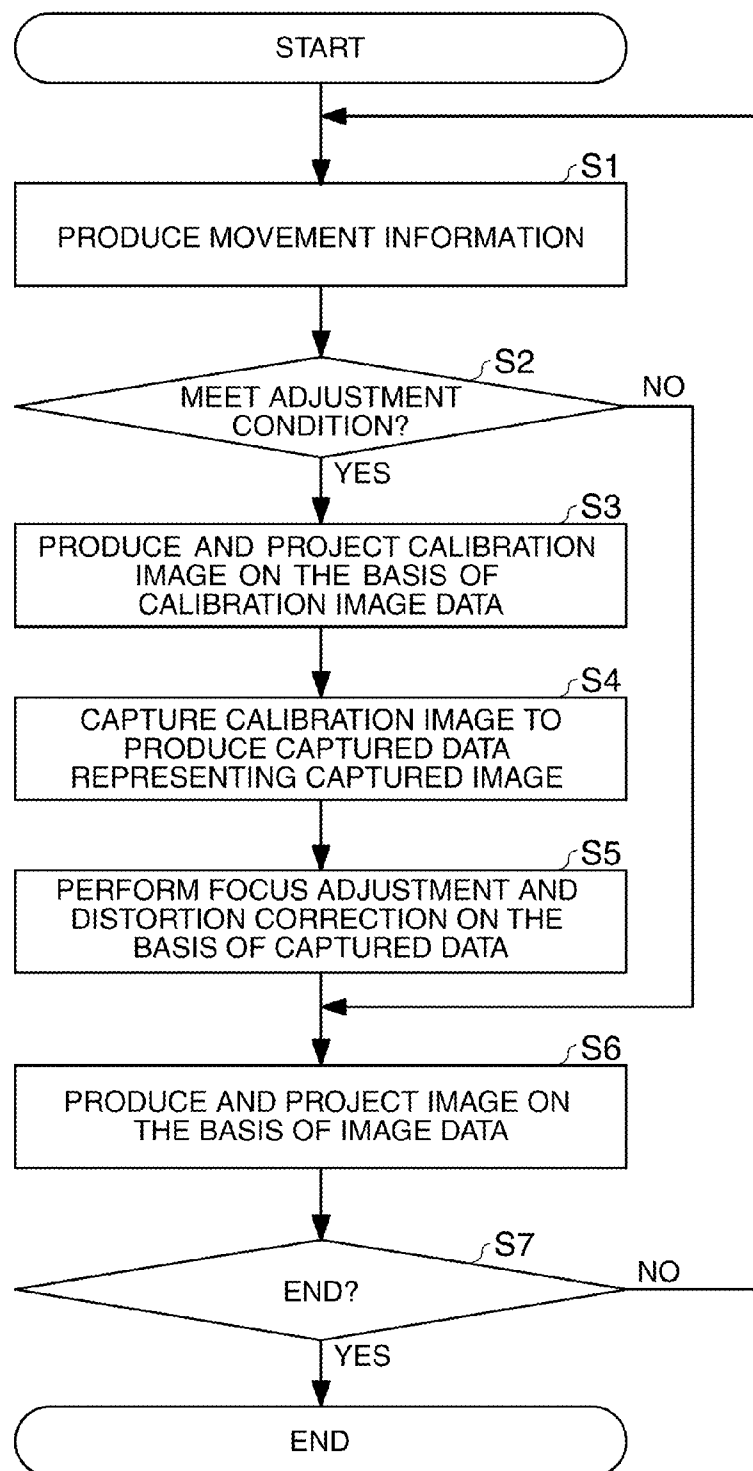 START
S1
PRODUCE MOVEMENT INFORMATION
S2
MEET ADJUSTMENT
CONDITION?
NO
YES
S3
PRODUCE AND PROJECT CALIBRATION
IMAGE ON THE BASIS OF
CALIBRATION IMAGE DATA
S4
CAPTURE CALIBRATION IMAGE TO
PRODUCE CAPTURED DATA
REPRESENTING CAPTURED IMAGE
S5
PERFORM FOCUS ADJUSTMENT AND
DISTORTION CORRECTION ON THE
BASIS OF CAPTURED DATA
S6
PRODUCE AND PROJECT IMAGE ON
THE BASIS OF IMAGE DATA
S7
END?
NO
YES
END